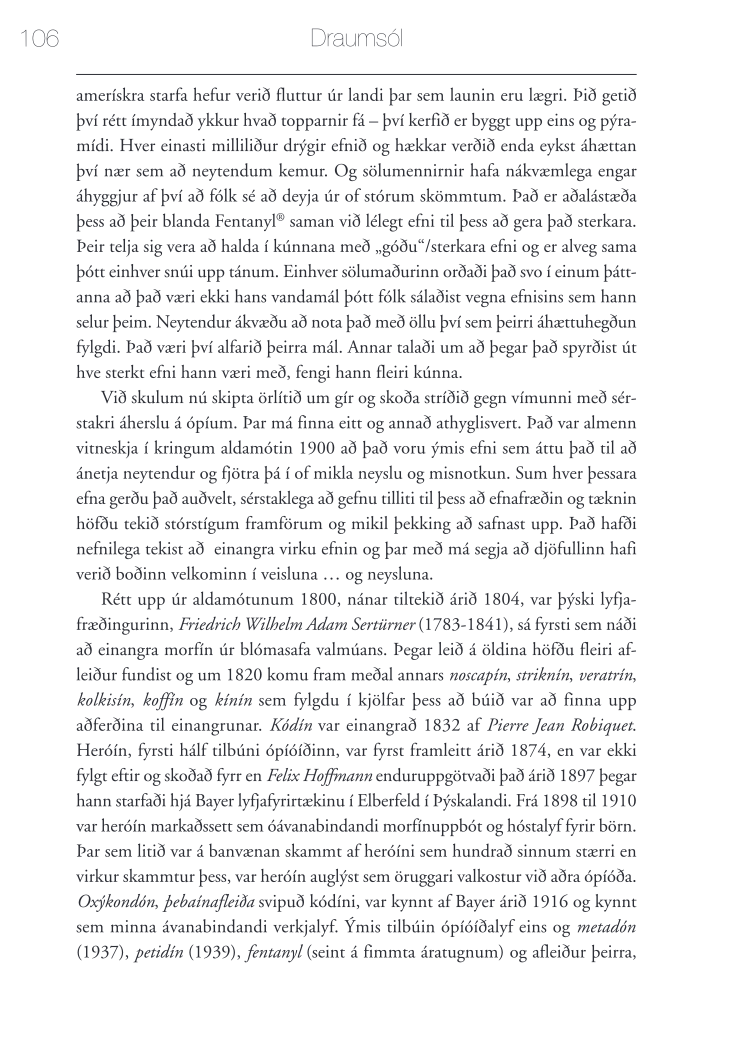 106
Draumsól
amerískra starfa hefur verið fluttur úr landi þar sem launin eru lægri. Þið getið
því rétt ímyndað ykkur hvað topparnir fá – því kerfið er byggt upp eins og pýra-
mídi. Hver einasti milliliður drýgir efnið og hækkar verðið enda eykst áhættan
því nær sem að neytendum kemur. Og sölumennirnir hafa nákvæmlega engar
áhyggjur af því að fólk sé að deyja úr of stórum skömmtum. Það er aðalástæða
þess að þeir blanda Fentanyl® saman við lélegt efni til þess að gera það sterkara.
Þeir telja sig vera að halda í kúnnana með „góðu“/sterkara efni og er alveg sama
þótt einhver snúi upp tánum. Einhver sölumaðurinn orðaði það svo í einum þátt-
anna að það væri ekki hans vandamál þótt fólk sálaðist vegna efnisins sem hann
selur þeim. Neytendur ákvæðu að nota það með öllu því sem þeirri áhættuhegðun
fylgdi. Það væri því alfarið þeirra mál. Annar talaði um að þegar það spyrðist út
hve sterkt efni hann væri með, fengi hann fleiri kúnna.
Við skulum nú skipta örlítið um gír og skoða stríðið gegn vímunni með sér-
stakri áherslu á ópíum. Þar má finna eitt og annað athyglisvert. Það var almenn
vitneskja í kringum aldamótin 1900 að það voru ýmis efni sem áttu það til að
ánetja neytendur og fjötra þá í of mikla neyslu og misnotkun. Sum hver þessara
efna gerðu það auðvelt, sérstaklega að gefnu tilliti til þess að efnafræðin og tæknin
höfðu tekið stórstígum framförum og mikil þekking að safnast upp. Það hafði
nefnilega tekist að  einangra virku efnin og þar með má segja að djöfullinn hafi
verið boðinn velkominn í veisluna … og neysluna.
Rétt upp úr aldamótunum 1800, nánar tiltekið árið 1804, var þýski lyfja-
fræðingurinn, Friedrich Wilhelm Adam Sertürner (1783-1841), sá fyrsti sem náði
að einangra morfín úr blómasafa valmúans. Þegar leið á öldina höfðu fleiri af-
leiður fundist og um 1820 komu fram meðal annars noscapín, striknín, veratrín,
kolkisín, koffín og kínín sem fylgdu í kjölfar þess að búið var að finna upp
aðferðina til einangrunar. Kódín var einangrað 1832 af Pierre Jean Robiquet.
Heróín, fyrsti hálf tilbúni ópíóíðinn, var fyrst framleitt árið 1874, en var ekki
fylgt eftir og skoðað fyrr en Felix Hoffmann enduruppgötvaði það árið 1897 þegar
hann starfaði hjá Bayer lyfjafyrirtækinu í Elberfeld í Þýskalandi. Frá 1898 til 1910
var heróín markaðssett sem óávanabindandi morfínuppbót og hóstalyf fyrir börn.
Þar sem litið var á banvænan skammt af heróíni sem hundrað sinnum stærri en
virkur skammtur þess, var heróín auglýst sem öruggari valkostur við aðra ópíóða.
Oxýkondón, þebaínafleiða svipuð kódíni, var kynnt af Bayer árið 1916 og kynnt
sem minna ávanabindandi verkjalyf. Ýmis tilbúin ópíóíðalyf eins og metadón
(1937), petidín (1939), fentanyl (seint á fimmta áratugnum) og afleiður þeirra,